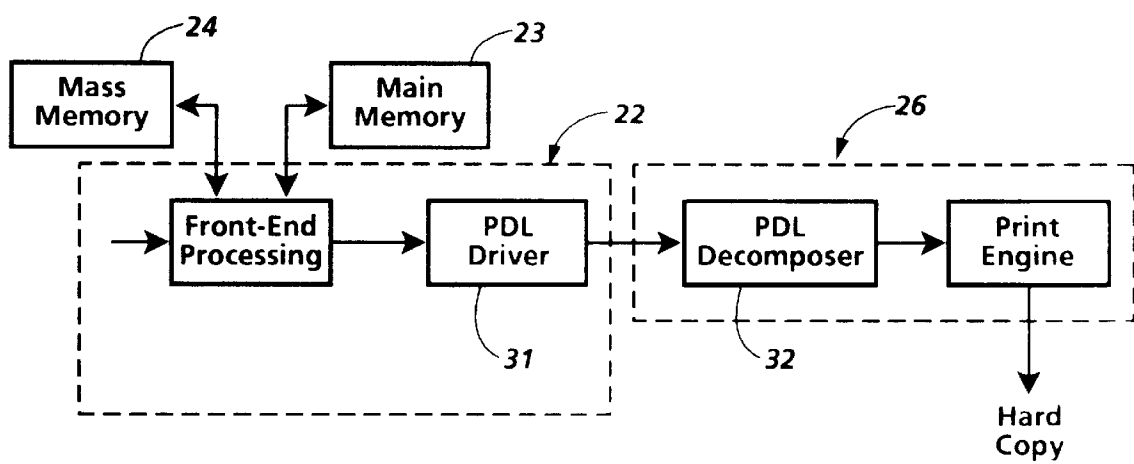 24
23
Mass
Memory
Main
Memory
22
26
Front-End
Processing
PDL
Driver
PDL
Decomposer
Print
Engine
31
32
Hard
Copy